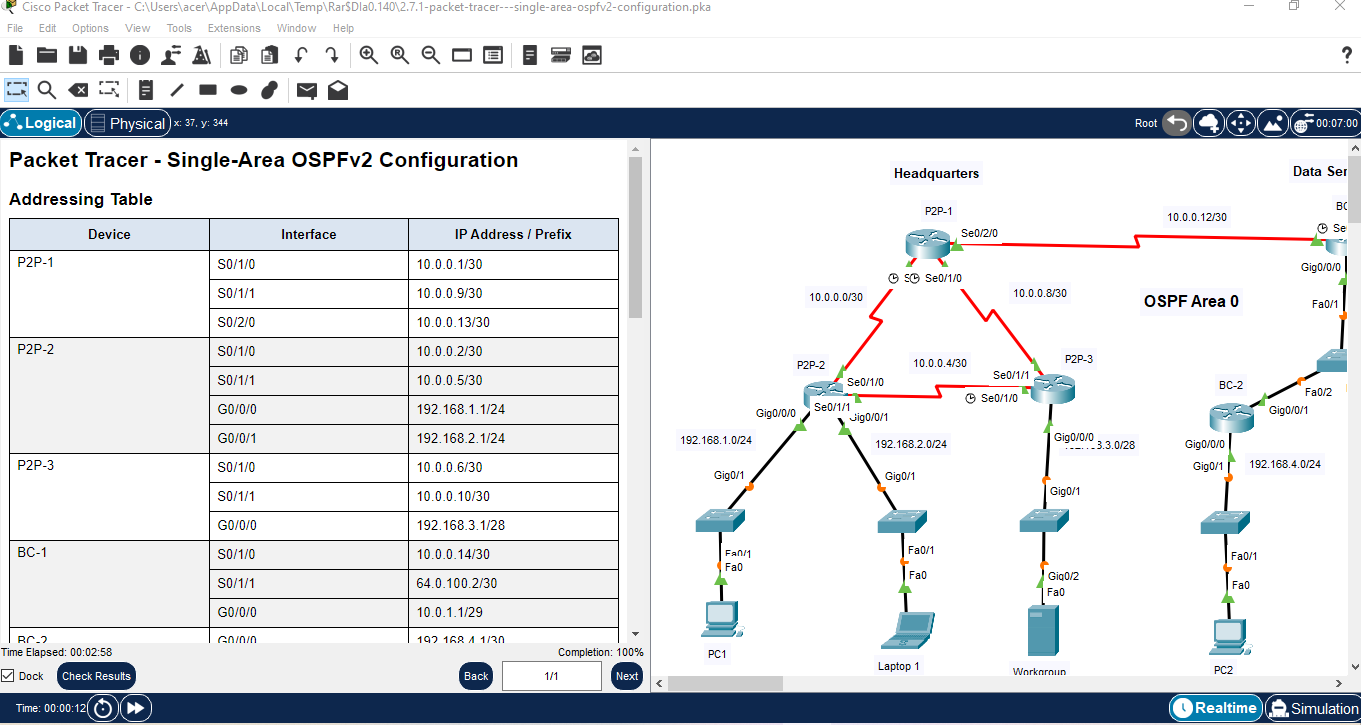 Cisco Packet Tracer - C:\Users\acer\AppData\Local\Temp\Rar$DIa0.140\2.7.1-packet-tracer---single-area-ospfv2-configuration.pka
File Edit Options View Tools Extensions Window Help
?
Logical Physical x: 37, y: 344 Root 00:07:00
Packet Tracer - Single-Area OSPFv2 Configuration
Addressing Table
Device Interface IP Address / Prefix
P2P-1 S0/1/0 10.0.0.1/30
S0/1/1 10.0.0.9/30
S0/2/0 10.0.0.13/30
P2P-2 S0/1/0 10.0.0.2/30
S0/1/1 10.0.0.5/30
G0/0/0 192.168.1.1/24
G0/0/1 192.168.2.1/24
P2P-3 S0/1/0 10.0.0.6/30
S0/1/1 10.0.0.10/30
G0/0/0 192.168.3.1/28
BC-1 S0/1/0 10.0.0.14/30
S0/1/1 64.0.100.2/30
G0/0/0 10.0.1.1/29
BC-2 G0/0/0 192.168.4.1/30
Time Elapsed: 00:02:58 Completion: 100%
Dock Check Results Back 1/1 Next
Time: 00:00:12 Realtime Simulation
Headquarters
Data Ser
P2P-1
BC
10.0.0.12/30
Se0/2/0
Se
Gig0/0/0
S Se0/1/0
10.0.0.0/30
10.0.0.8/30
OSPF Area 0
Fa0/1
P2P-2
10.0.0.4/30
P2P-3
Se0/1/0
Se0/1/1
Se0/1/0
BC-2
Fa0/2
Gig0/0/1
Gig0/0/0
Se0/1/1
Gig0/0/1
192.168.1.0/24
192.168.2.0/24
Gig0/0/0
3.3.0/28
Gig0/0/0
Gig0/1
192.168.4.0/24
Gig0/1
Gig0/1
Gig0/1
Fa0/1
Fa0
Fa0/1
Fa0
Gig0/2
Fa0
Fa0/1
Fa0
PC1
Laptop 1
Workgroup
PC2